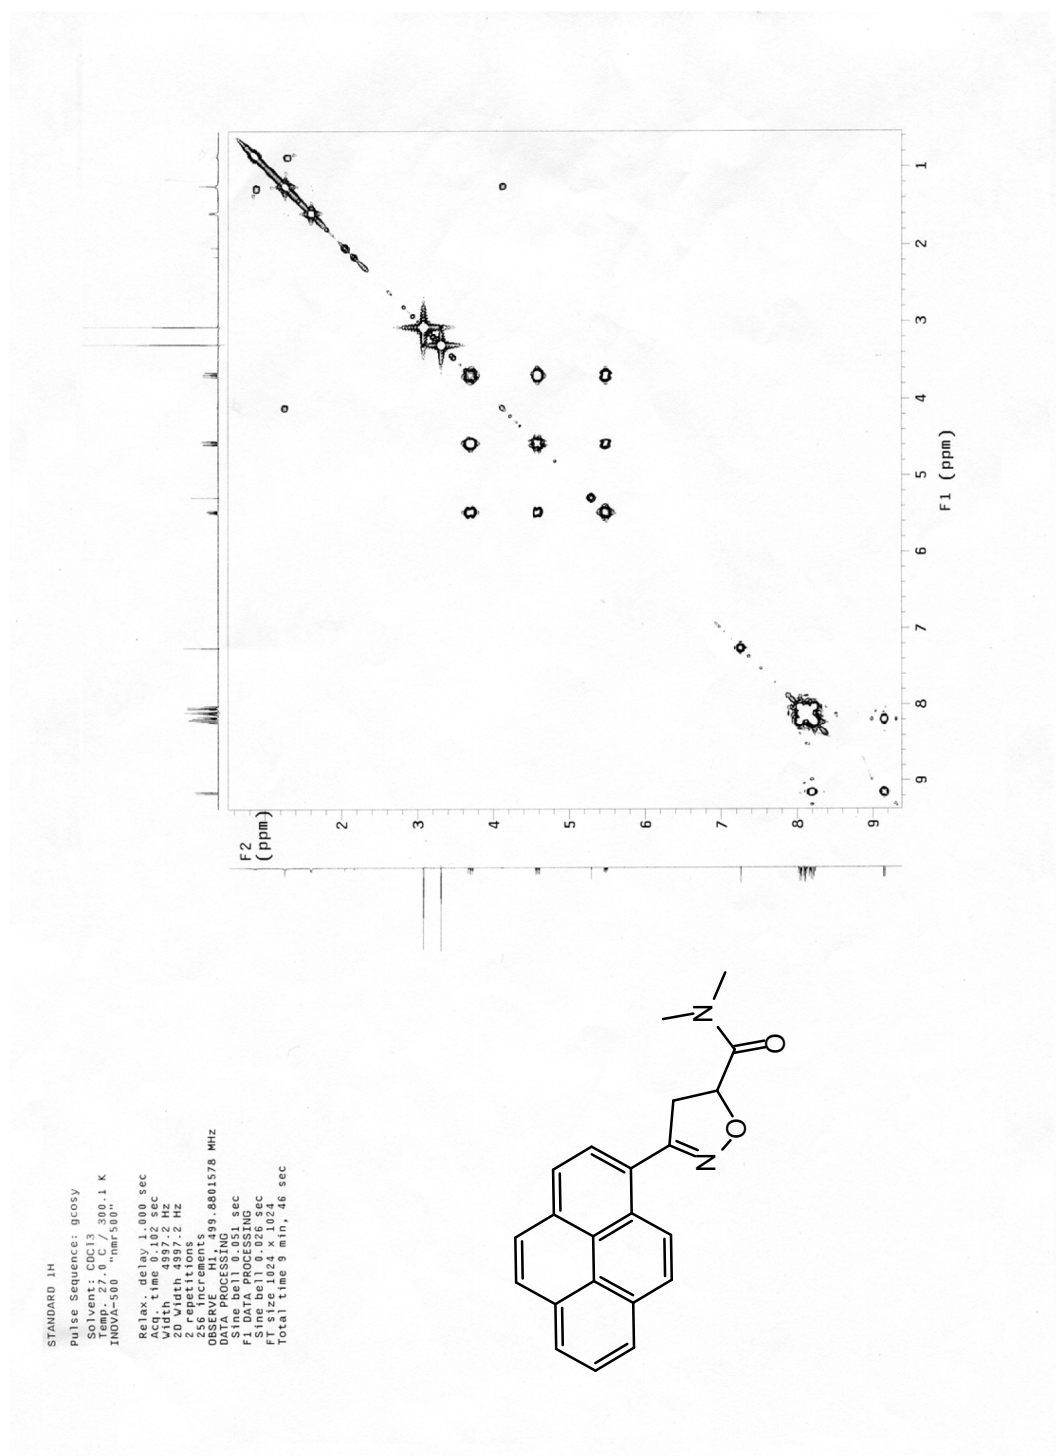 STANDARD 1H
Pulse Sequence: gcosy
Solvent: CDCl3
Temp. 27.0 C / 300.1 K
INOVA-500 "nmr500"
Relax. delay 1.000 sec
Acq. time 0.102 sec
Width 4997.2 Hz
2D Width 4997.2 Hz
2 repetitions
256 increments
OBSERVE H1, 499.8801578 MHz
DATA PROCESSING
Sine bell 0.051 sec
F1 DATA PROCESSING
Sine bell 0.026 sec
FT size 1024 x 1024
Total time 9 min, 46 sec
F2
(ppm)
2
3
4
5
6
7
8
9
1
2
3
4
5
6
7
8
9
F1 (ppm)
N
O
O
N